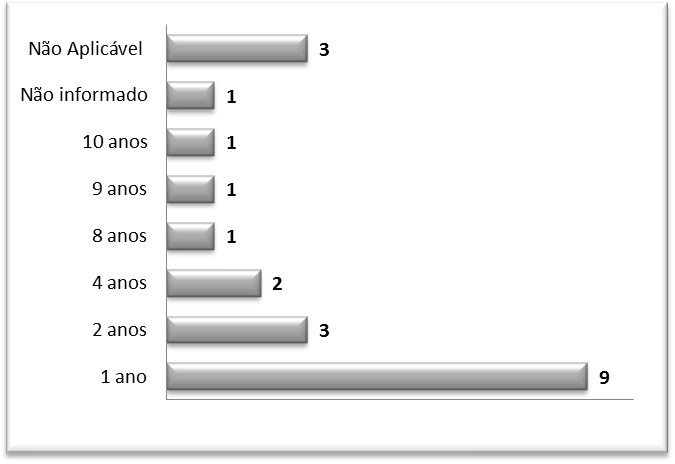 Não Aplicável 3
Não informado 1
10 anos 1
9 anos 1
8 anos 1
4 anos 2
2 anos 3
1 ano 9